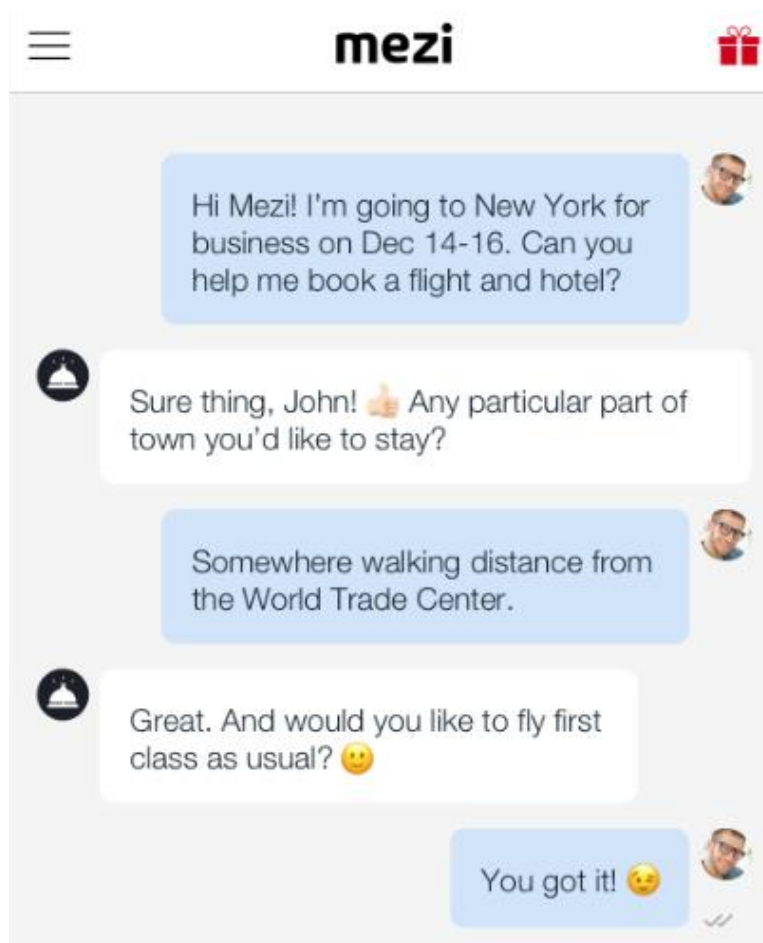 mezi
Hi Mezi! I'm going to New York for
business on Dec 14-16. Can you
help me book a flight and hotel?
Sure thing, John! 👍🏻 Any particular part of
town you’d like to stay?
Somewhere walking distance from
the World Trade Center.
Great. And would you like to fly first
class as usual? 🙂
You got it! 😉